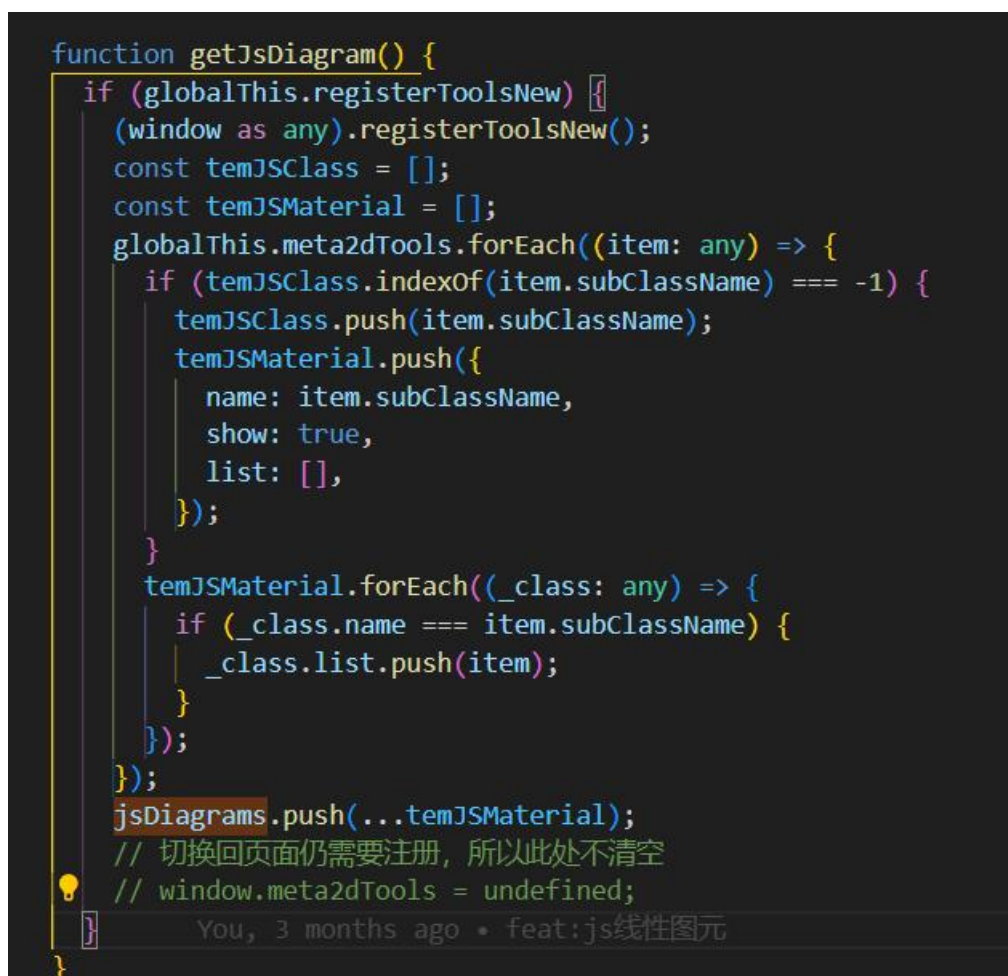 function getJsDiagram() {
  if (globalThis.registerToolsNew) {
    (window as any).registerToolsNew();
    const temJSClass = [];
    const temJSMaterial = [];
    globalThis.meta2dTools.forEach((item: any) => {
      if (temJSClass.indexOf(item.subClassName) === -1) {
        temJSClass.push(item.subClassName);
        temJSMaterial.push({
          name: item.subClassName,
          show: true,
          list: [],
        });
      }
      temJSMaterial.forEach((_class: any) => {
        if (_class.name === item.subClassName) {
          _class.list.push(item);
        }
      });
    });
    jsDiagrams.push(...temJSMaterial);
    // 切换回页面仍需要注册，所以此处不清空
    // window.meta2dTools = undefined;
  }       You, 3 months ago • feat:js线性图元
}